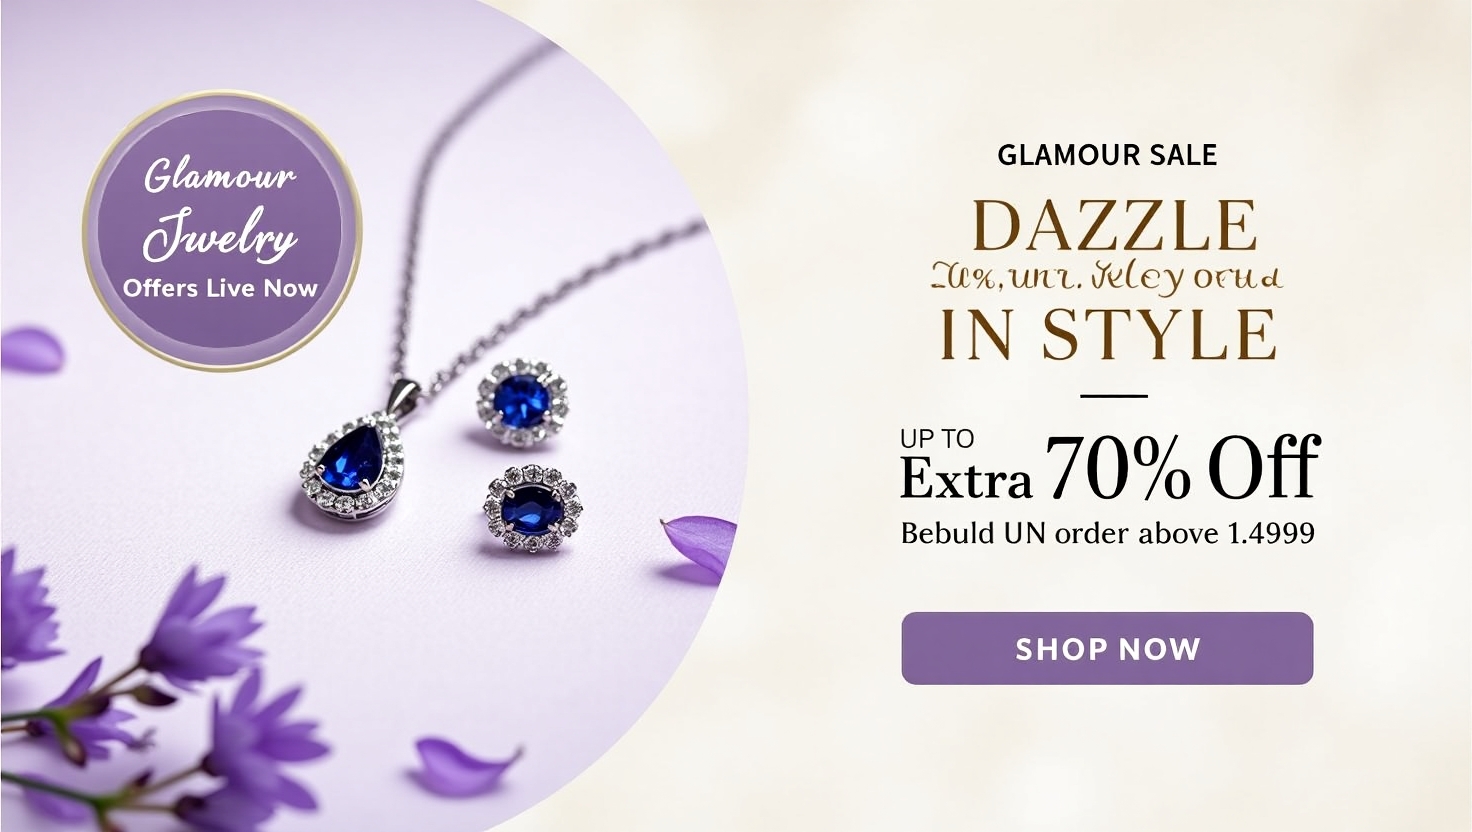 Glamour
Jwelry
Offers Live Now
GLAMOUR SALE
DAZZLE
IN STYLE
UP TO
Extra 70% Off
Bebuld UN order above 1.4999
SHOP NOW